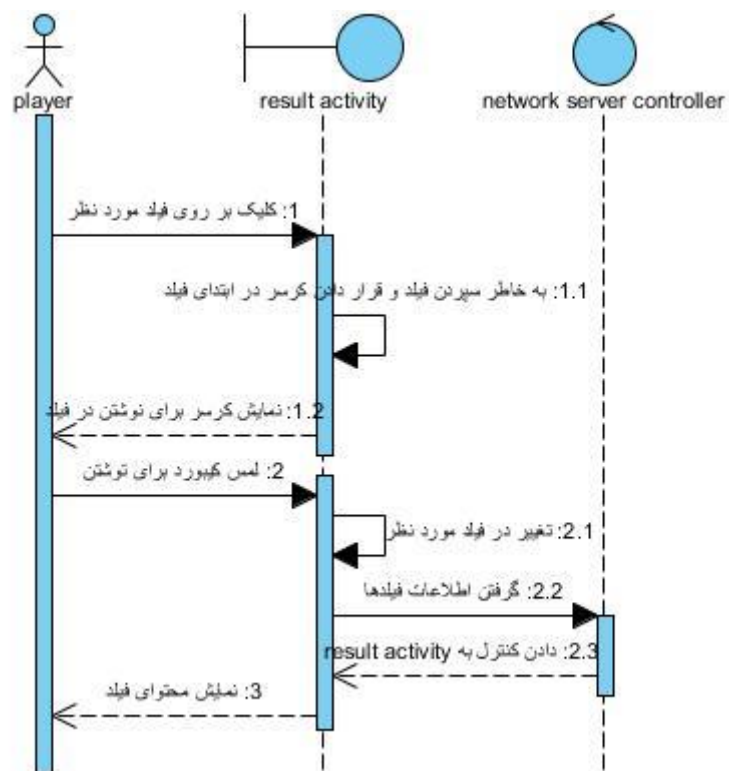 player
result activity
network server controller
1: کلیک بر روی فیلد مورد نظر
1.1: به خاطر سپردن فیلد و قرار دادن کرسر در ابتدای فیلد
1.2: نمایش کرسر برای نوشتن در فیلد
2: لمس کیبورد برای نوشتن
2.1: تغییر در فیلد مورد نظر
2.2: گرفتن اطلاعات فیلدها
2.3: دادن کنترل به result activity
3: نمایش محتوای فیلد